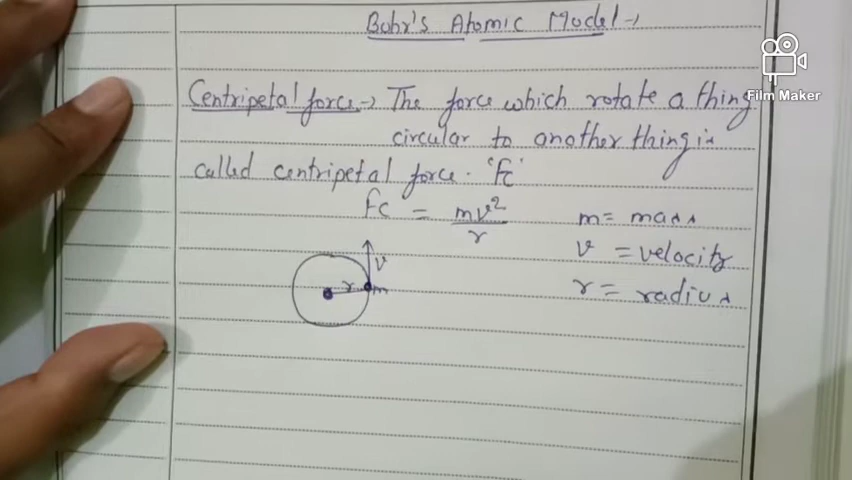 Bohr's Atomic Model→
Centripetal force→ The force which rotate a thing
circular to another thing is
called centripetal force. 'Fc'
Fc = mv²/r
m = mass
v = velocity
r = radius
v
r
m
Film Maker